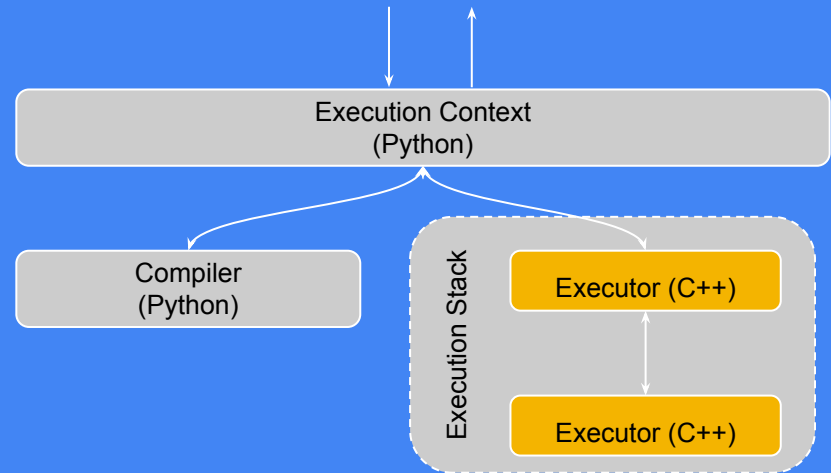 Execution Context
(Python)
Compiler
(Python)
Execution Stack
Executor (C++)
Executor (C++)